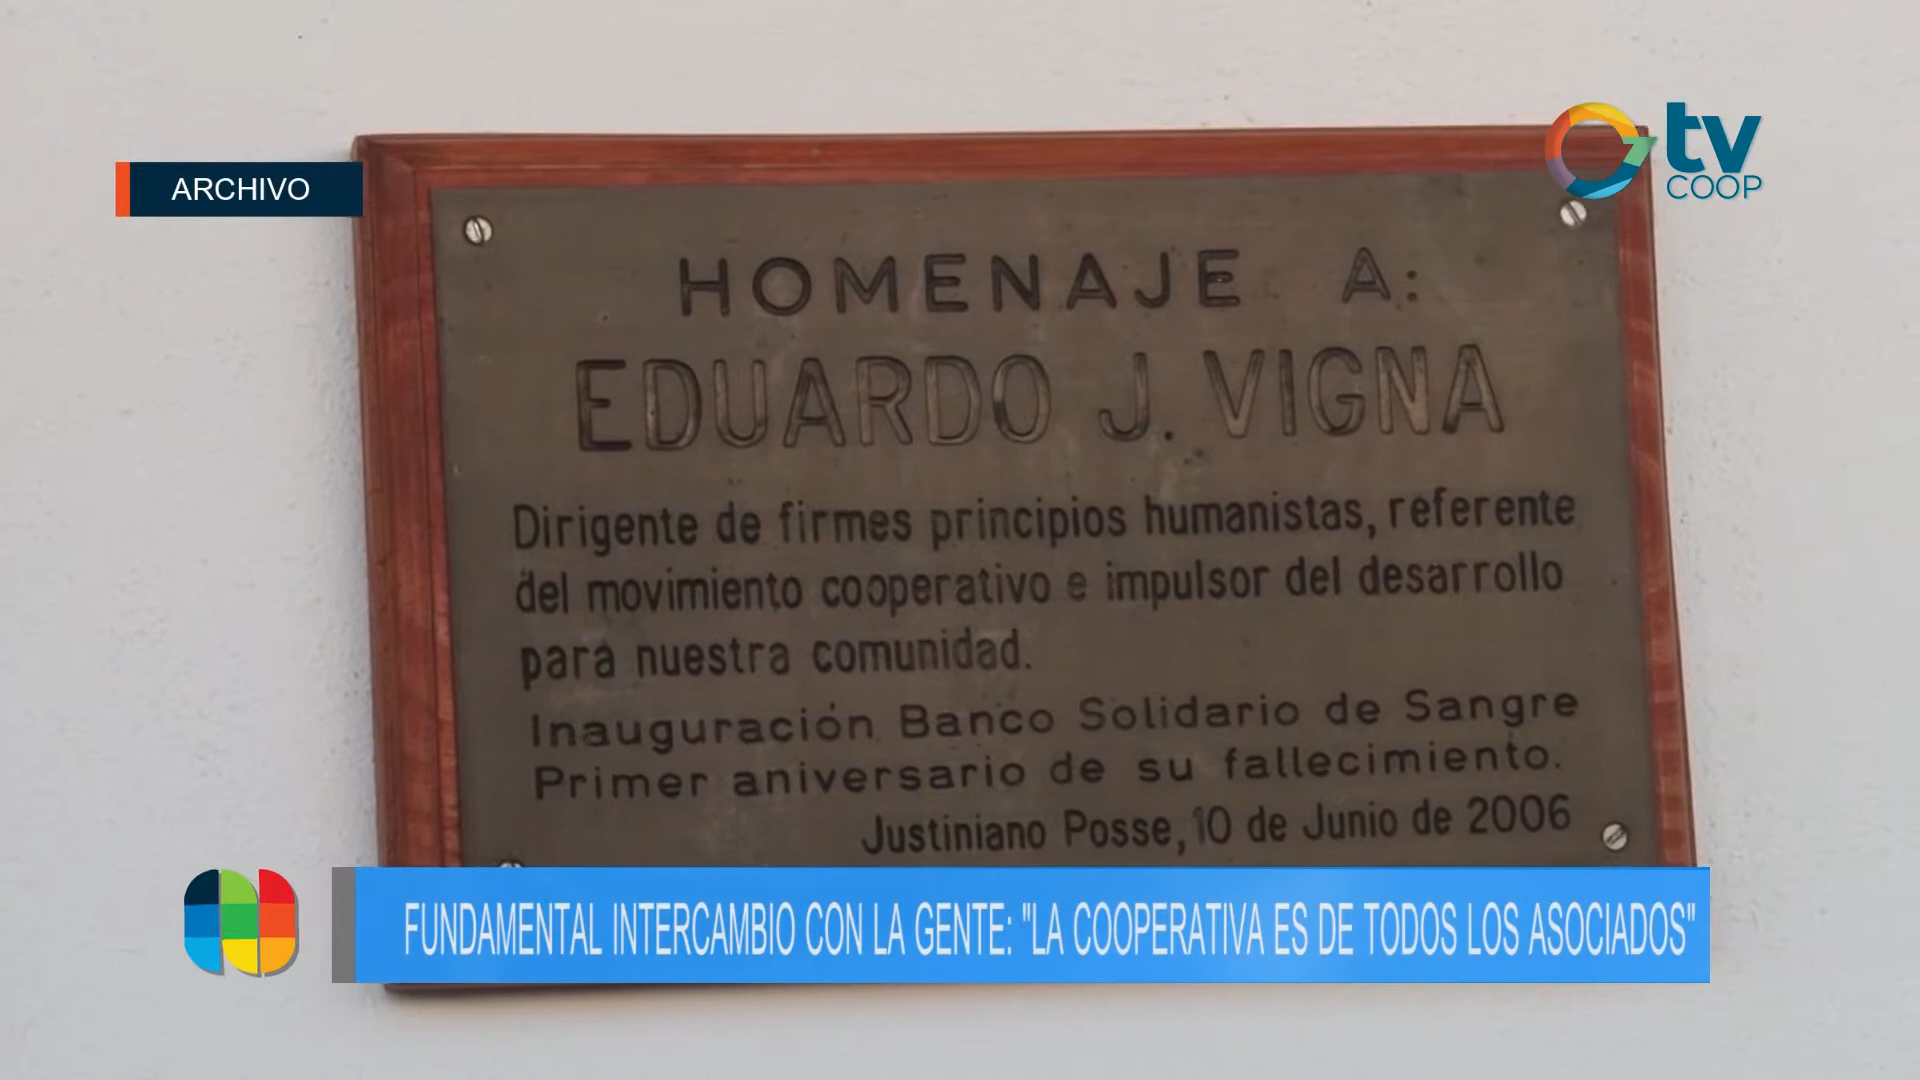 ARCHIVO
tv
COOP
HOMENAJE A:
EDUARDO J. VIGNA
Dirigente de firmes principios humanistas, referente
del movimiento cooperativo e impulsor del desarrollo
para nuestra comunidad.
Inauguración Banco Solidario de Sangre
Primer aniversario de su fallecimiento.
Justiniano Posse, 10 de Junio de 2006
FUNDAMENTAL INTERCAMBIO CON LA GENTE: "LA COOPERATIVA ES DE TODOS LOS ASOCIADOS"